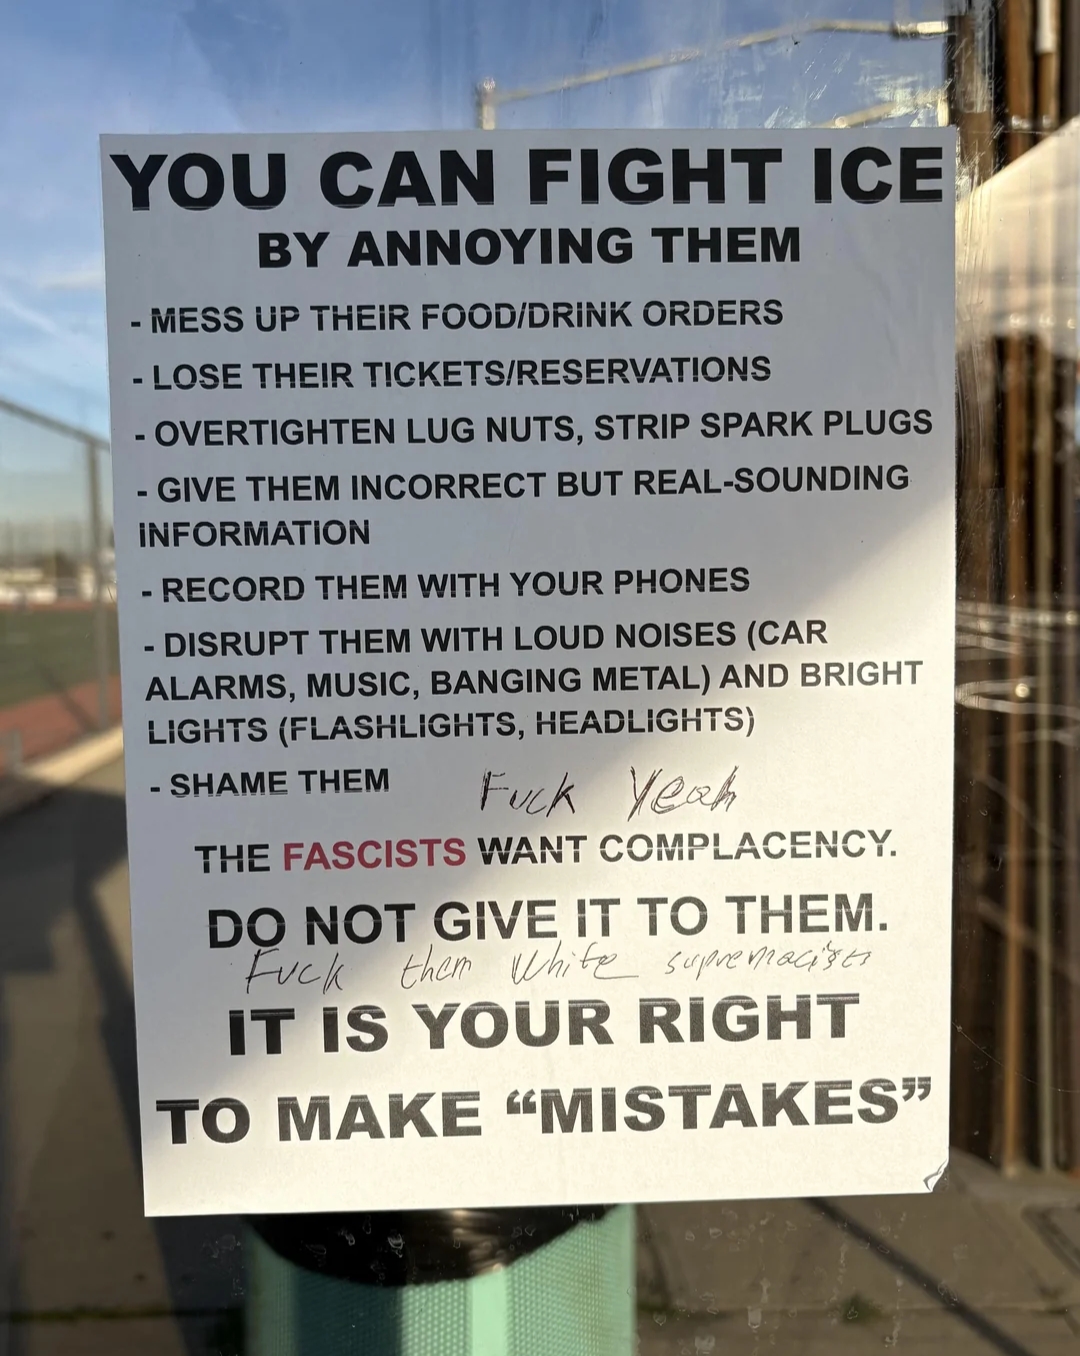 YOU CAN FIGHT ICE
BY ANNOYING THEM
- MESS UP THEIR FOOD/DRINK ORDERS
- LOSE THEIR TICKETS/RESERVATIONS
- OVERTIGHTEN LUG NUTS, STRIP SPARK PLUGS
- GIVE THEM INCORRECT BUT REAL-SOUNDING
INFORMATION
- RECORD THEM WITH YOUR PHONES
- DISRUPT THEM WITH LOUD NOISES (CAR
ALARMS, MUSIC, BANGING METAL) AND BRIGHT
LIGHTS (FLASHLIGHTS, HEADLIGHTS)
- SHAME THEM Fuck Yeah
THE FASCISTS WANT COMPLACENCY.
DO NOT GIVE IT TO THEM.
Fuck them White supremacists
IT IS YOUR RIGHT
TO MAKE “MISTAKES”